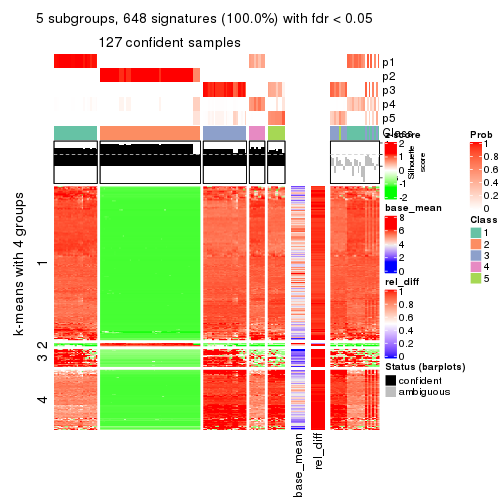 5 subgroups, 648 signatures (100.0%) with fdr < 0.05
127 confident samples
p1
p2
p3
p4
p5
Class
k-means with 4 groups
1
2
3
4
Silhouette
score
base_mean
rel_diff
z-score
2
1
0
-1
-2
base_mean
8
6
4
2
0
rel_diff
1
0.8
0.6
0.4
0.2
0
Status (barplots)
confident
ambiguous
Prob
1
0.8
0.6
0.4
0.2
0
Class
1
2
3
4
5